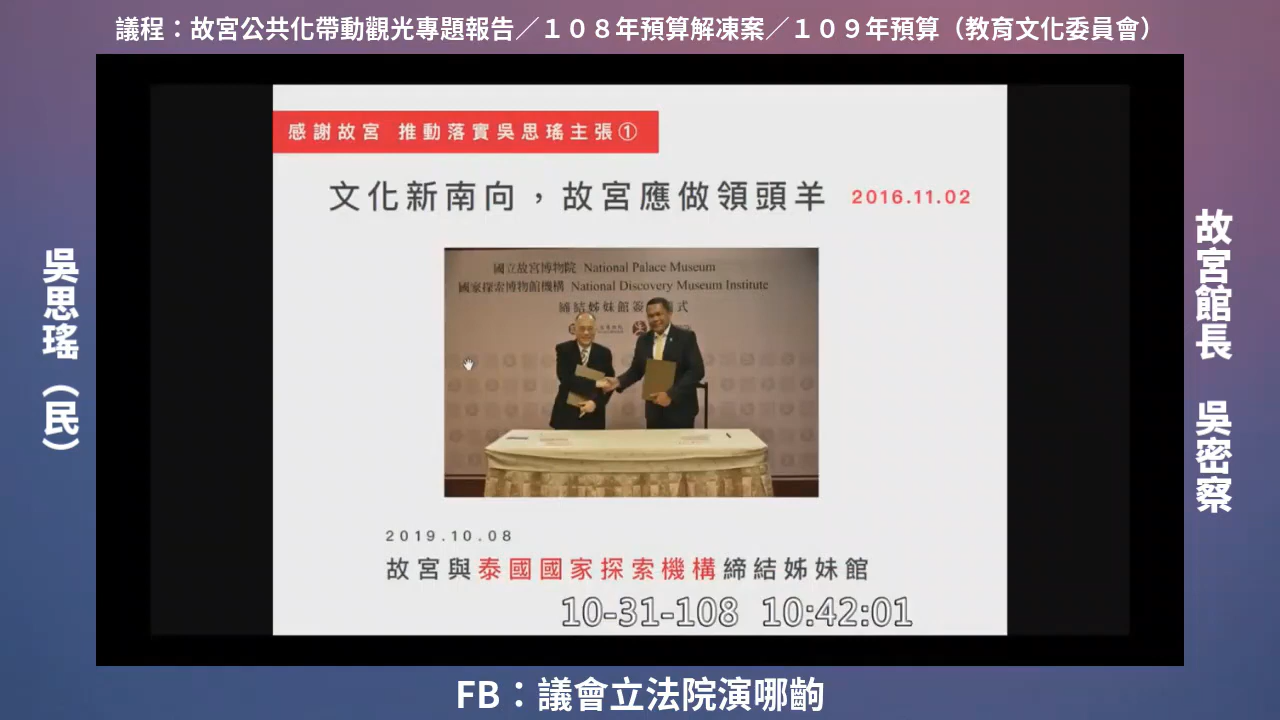 議程：故宮公共化帶動觀光專題報告／１０８年預算解凍案／１０９年預算（教育文化委員會）
吳思瑤（民）
感謝故宮 推動落實吳思瑤主張①
文化新南向，故宮應做領頭羊 2016.11.02
國立故宮博物院 National Palace Museum
國家探索博物館機構 National Discovery Museum Institute
締結姊妹館簽 式
2019.10.08
故宮與泰國國家探索機構締結姊妹館
10-31-108 10:42:01
故宮館長 吳密察
FB：議會立法院演哪齣